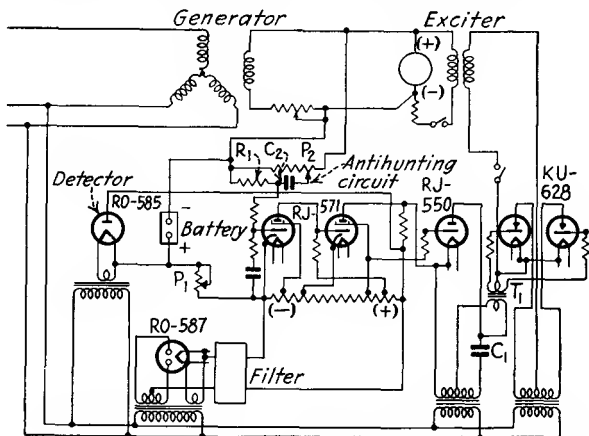 Generator
Exciter
(+)
(-)
R1
C2
P2
Antihunting
circuit
RJ-
550
KU-
628
Detector
RO-585
-
Battery
+
RJ-571
P1
(-)
(+)
T1
RO-587
C1
Filter